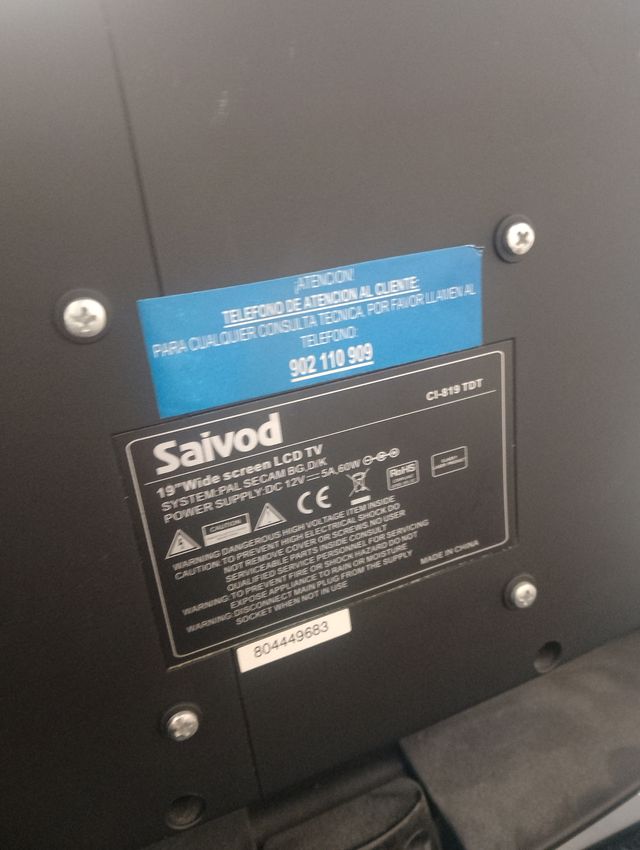 ¡ATENCION!
TELEFONO DE ATENCION AL CLIENTE:
PARA CUALQUIER CONSULTA TECNICA, POR FAVOR LLAMEN AL
TELEFONO:
902 110 909
CI-819 TDT
Saivod
19"Wide screen LCD TV
SYSTEM:PAL SECAM BG,D/K
POWER SUPPLY:DC 12V 5A,60W
CAUTION
CE
RoHS
WARNING DANGEROUS HIGH VOLTAGE ITEM INSIDE
CAUTION: TO PREVENT HIGH ELECTRICAL SHOCK DO
NOT REMOVE COVER OR SCREWS.NO USER
SERVICEABLE PARTS INSIDE CONSULT
QUALIFIED SERVICE PERSONNEL FOR SERVICING
WARNING: TO PREVENT FIRE OR SHOCK HAZARD DO NOT
EXPOSE APPLIANCE TO RAIN OR MOISTURE
WARNING:DISCONNECT MAIN PLUG FROM THE SUPPLY
SOCKET WHEN NOT IN USE
MADE IN CHINA
804449683